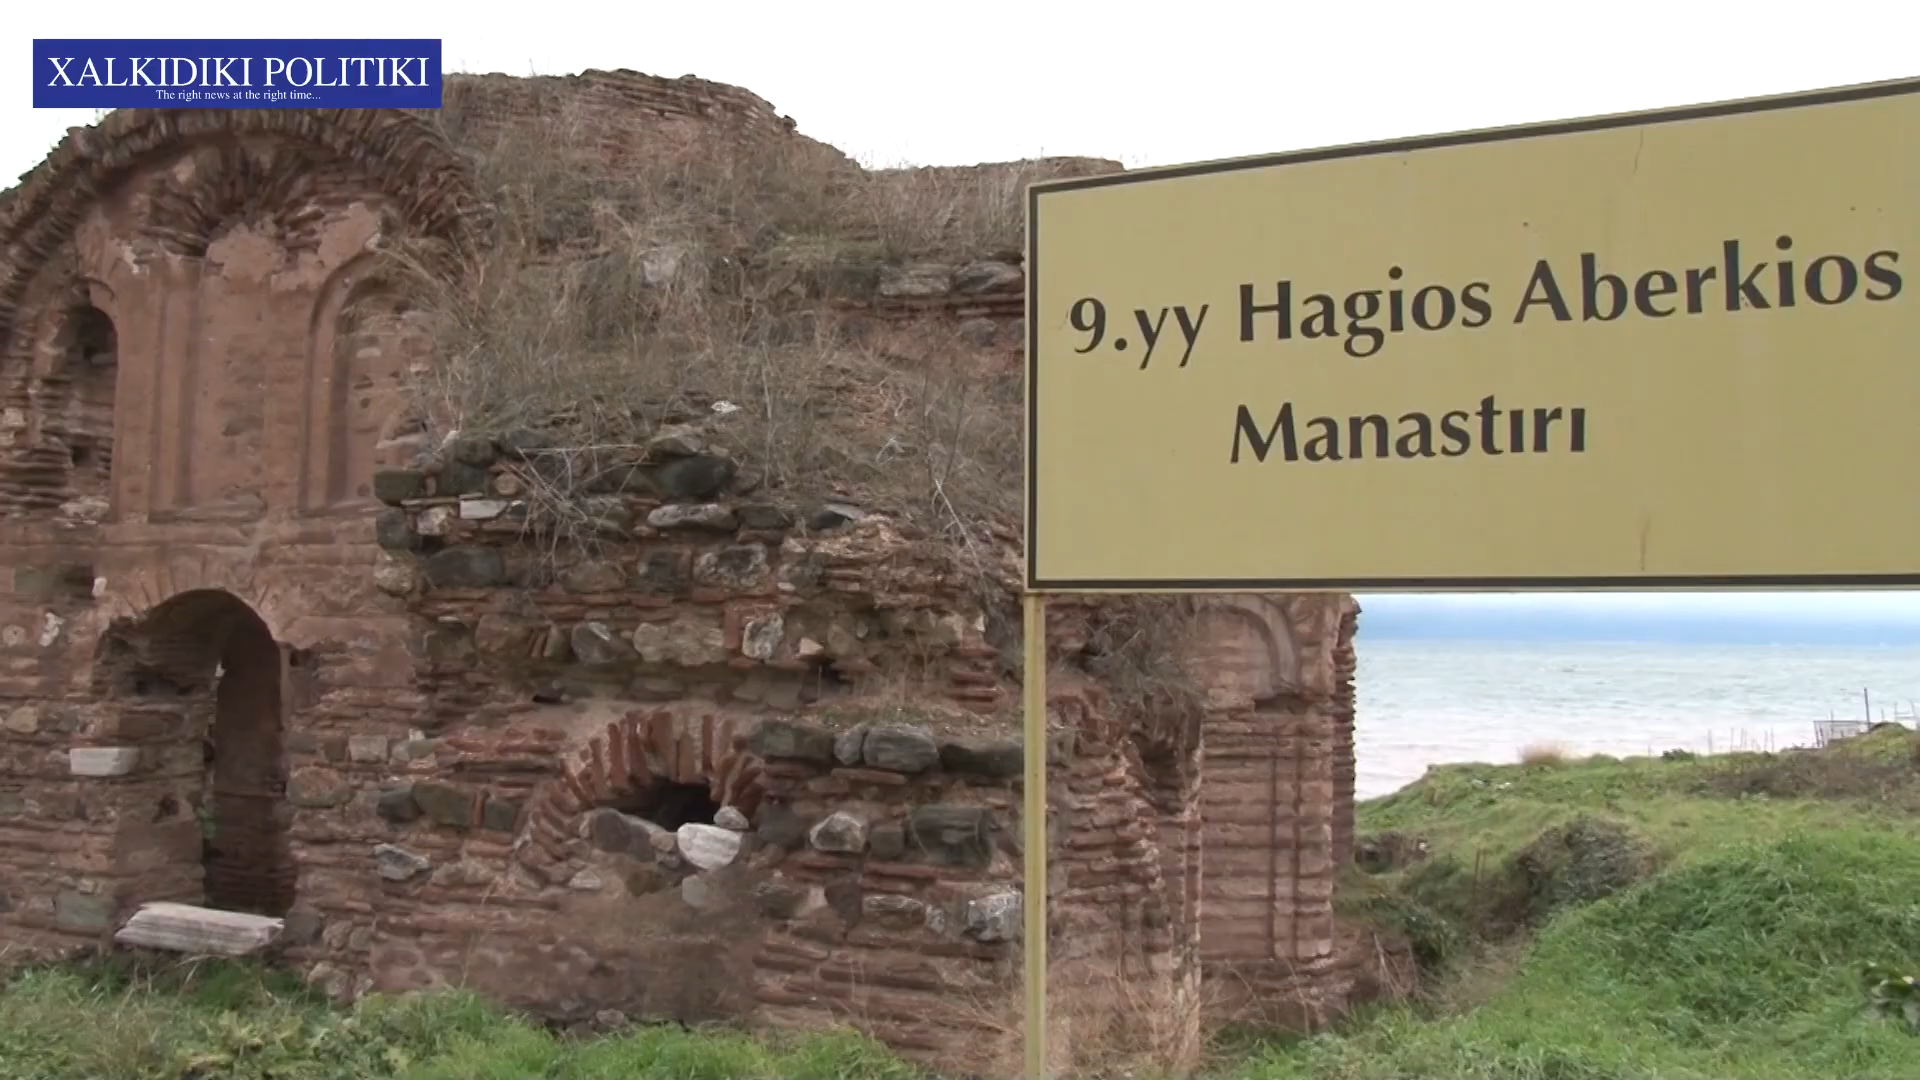 XALKIDIKI POLITIKI
The right news at the right time...
9.yy Hagios Aberkios
Manastırı